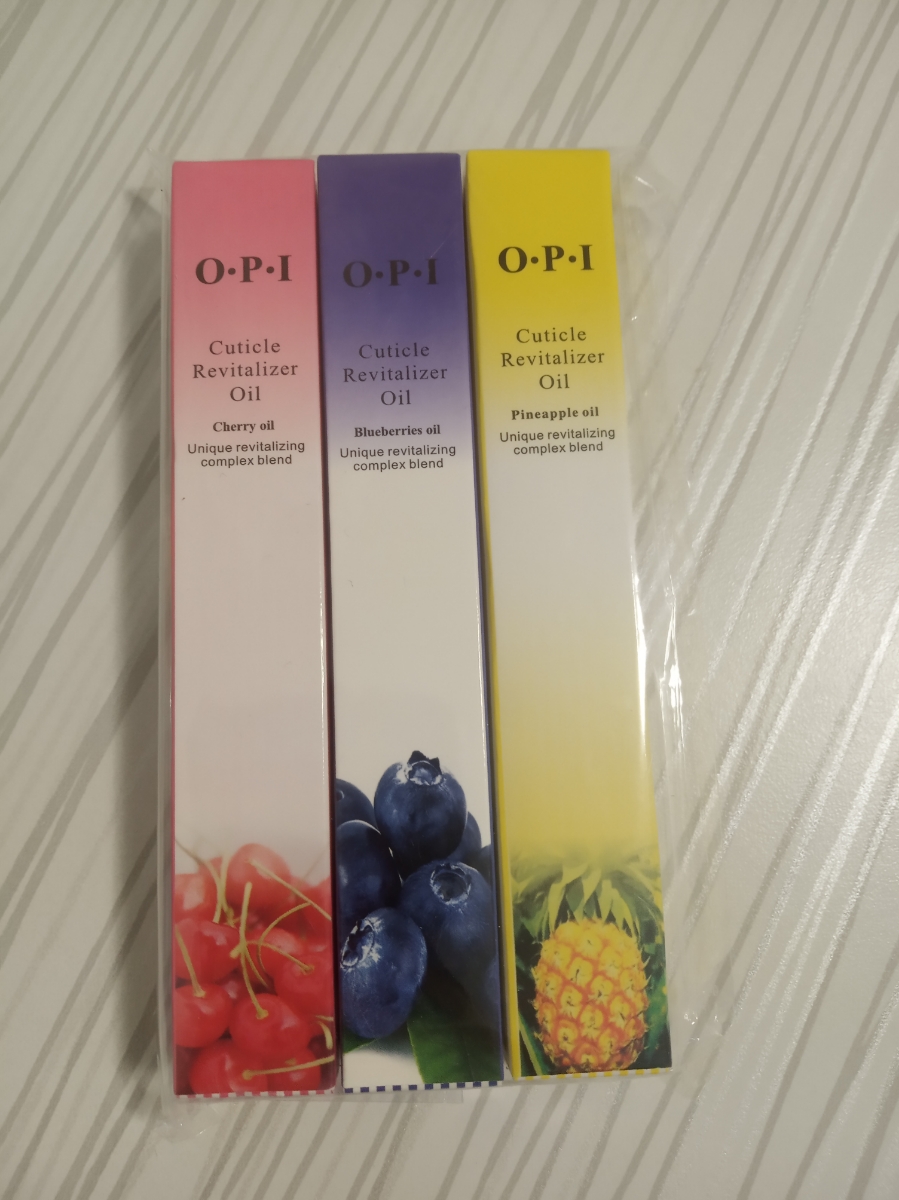 O·P·I
Cuticle
Revitalizer
Oil
Cherry oil
Unique revitalizing
complex blend
O·P·I
Cuticle
Revitalizer
Oil
Blueberries oil
Unique revitalizing
complex blend
O·P·I
Cuticle
Revitalizer
Oil
Pineapple oil
Unique revitalizing
complex blend